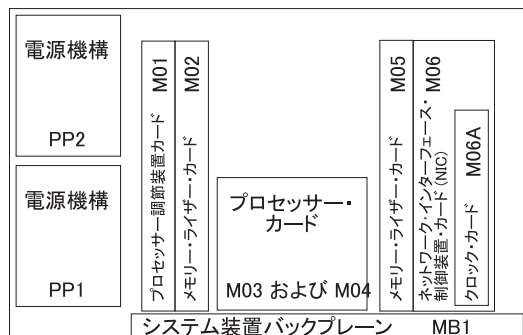 電源機構
PP2
電源機構
PP1
プロセッサー調節装置カード M01
メモリー・ライザー・カード M02
プロセッサー・
カード
M03 および M04
メモリー・ライザー・カード M05
ネットワーク・インターフェース・
制御装置・カード(NIC) M06
クロック・カード M06A
システム装置バックプレーン MB1